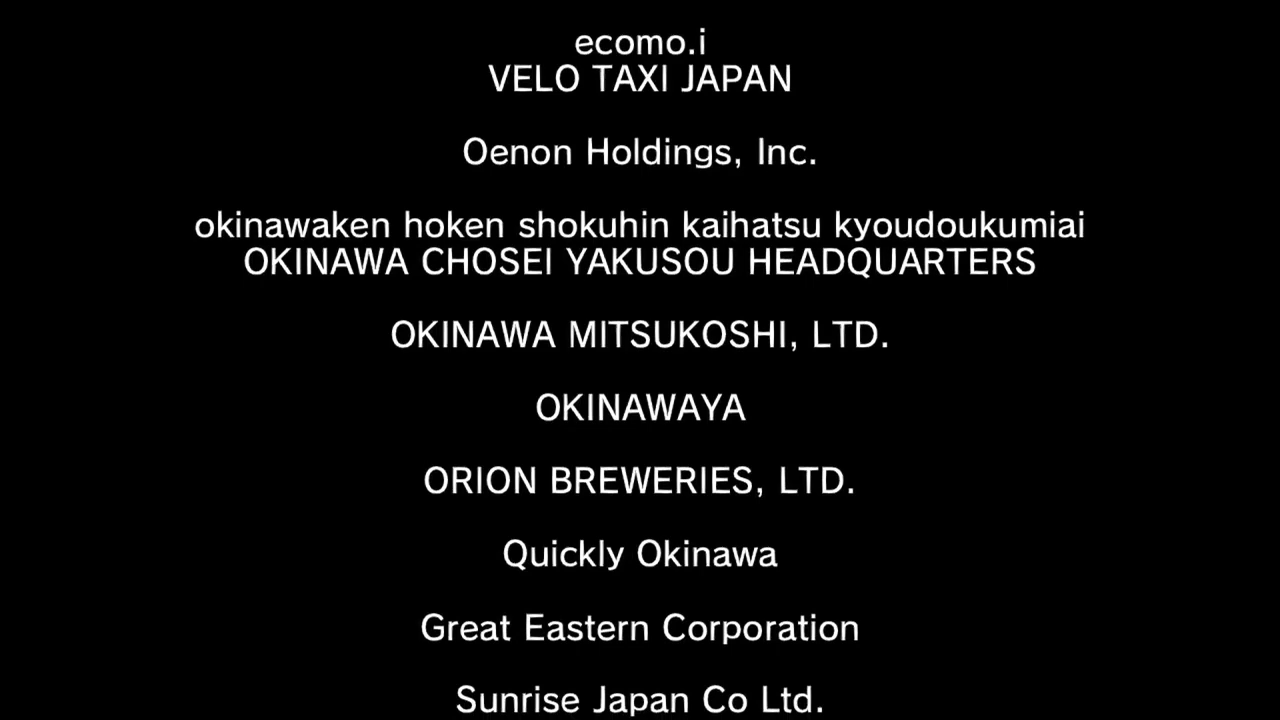 ecomo.i
VELO TAXI JAPAN
Oenon Holdings, Inc.
okinawaken hoken shokuhin kaihatsu kyoudoukumiai
OKINAWA CHOSEI YAKUSOU HEADQUARTERS
OKINAWA MITSUKOSHI, LTD.
OKINAWAYA
ORION BREWERIES, LTD.
Quickly Okinawa
Great Eastern Corporation
Sunrise Japan Co Ltd.